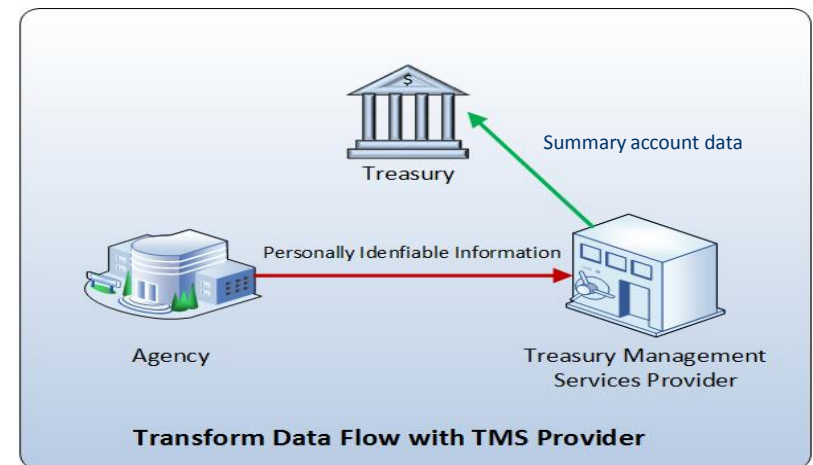 $
Summary account data
Treasury
Personally Idenfiable Information
Agency
Treasury Management
Services Provider
Transform Data Flow with TMS Provider